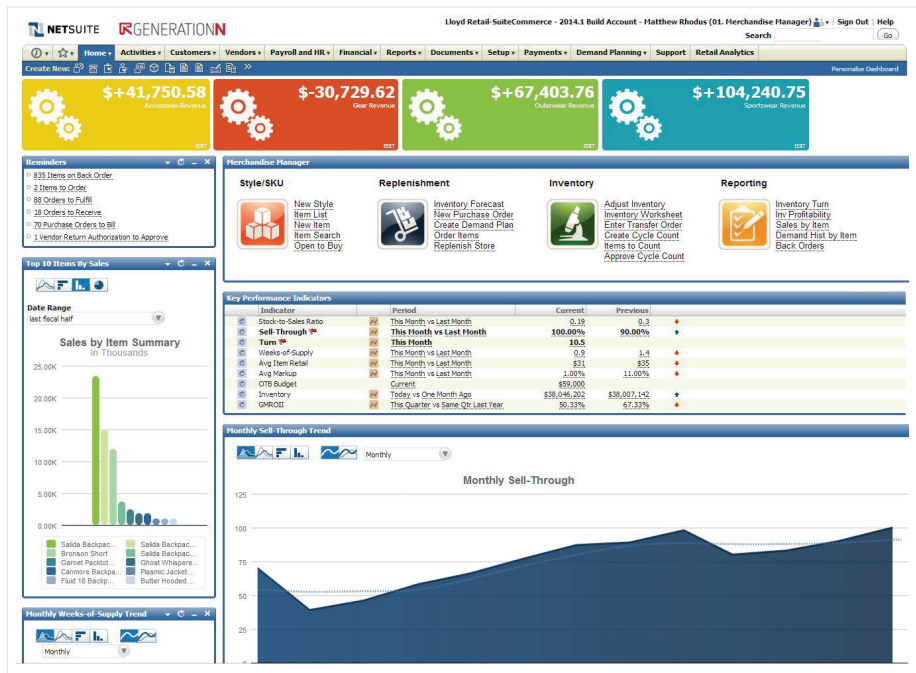 Lloyd Retail-SuiteCommerce - 2014.1 Build Account - Matthew Rhodus (01. Merchandise Manager) | Sign Out | Help
NETSUITE RGENERATIONN
Search Go
Home Activities Customers Vendors Payroll and HR Financial Reports Documents Setup Payments Demand Planning Support Retail Analytics
Create New: Personalize Dashboard
$+41,750.58
Accessories Revenue
EDIT
$-30,729.62
Gear Revenue
EDIT
$+67,403.76
Outerwear Revenue
EDIT
$+104,240.75
Sportswear Revenue
EDIT
Reminders
835 Items on Back Order
2 Items to Order
88 Orders to Fulfill
18 Orders to Receive
70 Purchase Orders to Bill
1 Vendor Return Authorization to Approve
Merchandise Manager
Style/SKU
New Style
Item List
New Item
Item Search
Open to Buy
Replenishment
Inventory Forecast
New Purchase Order
Create Demand Plan
Order Items
Replenish Store
Inventory
Adjust Inventory
Inventory Worksheet
Enter Transfer Order
Create Cycle Count
Items to Count
Approve Cycle Count
Reporting
Inventory Turn
Inv Profitability
Sales by Item
Demand Hist by Item
Back Orders
Top 10 Items By Sales
Date Range
last fiscal half
Sales by Item Summary
In Thousands
25.00K
20.00K
15.00K
10.00K
5.00K
0.00K
Salida Backpac... Salida Backpac...
Bronson Short Salida Backpac...
Garnet Packtot... Ghost Whispere...
Canmore Backpa... Plasmic Jacket...
Fluid 18 Backp... Butter Hooded ...
Key Performance Indicators
Indicator Period Current Previous
Stock-to-Sales Ratio This Month vs Last Month 0.19 0.3
Sell-Through This Month vs Last Month 100.00% 90.00%
Turn This Month 10.5
Weeks-of-Supply This Month vs Last Month 0.9 1.4
Avg Item Retail This Month vs Last Month $31 $35
Avg Markup This Month vs Last Month 1.00% 11.00%
OTB Budget Current $59,000
Inventory Today vs One Month Ago $38,046,202 $38,007,142
GMROII This Quarter vs Same Qtr Last Year 50.33% 67.33%
Monthly Sell-Through Trend
Monthly
Monthly Sell-Through
125
100
75
50
25
0
Monthly Weeks-of-Supply Trend
Monthly